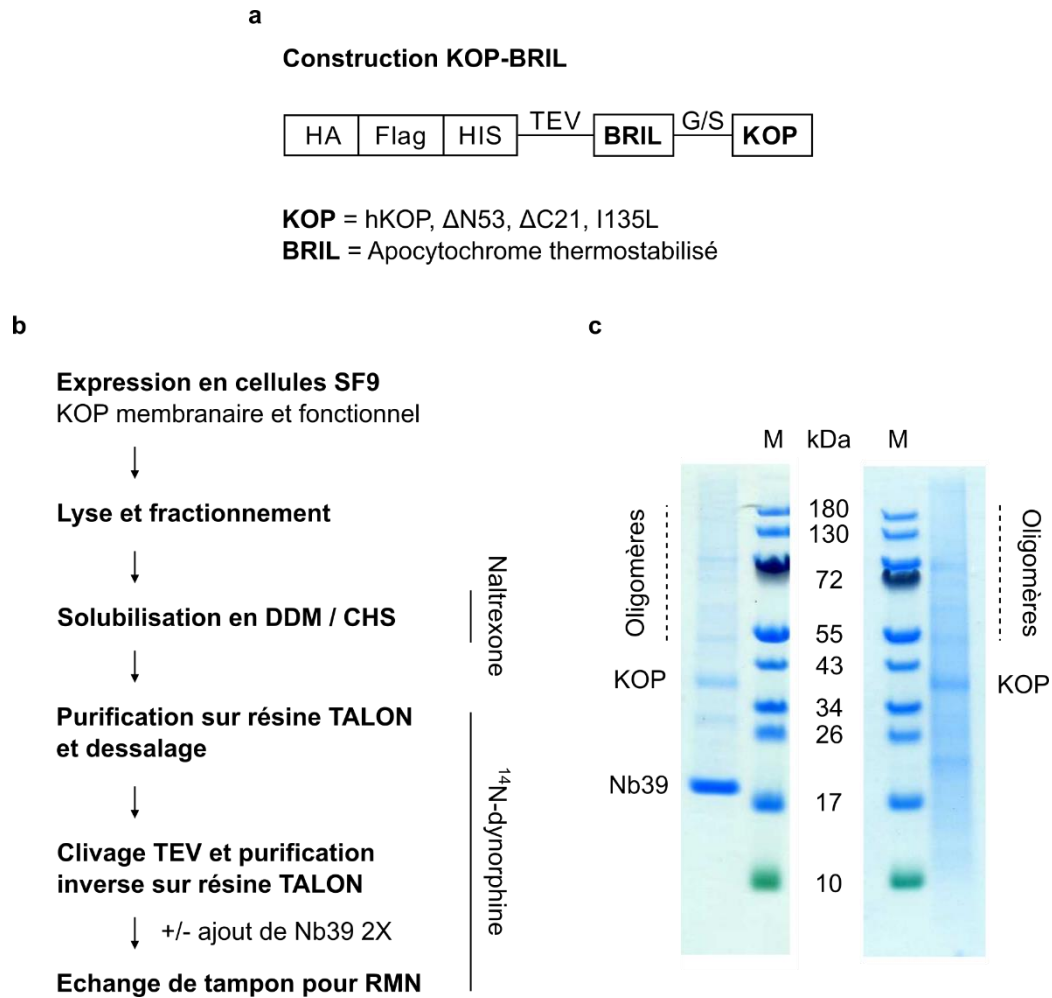 a
Construction KOP-BRIL
HA Flag HIS TEV BRIL G/S KOP
KOP = hKOP, ΔN53, ΔC21, I135L
BRIL = Apocytochrome thermostabilisé
b
Expression en cellules SF9
KOP membranaire et fonctionnel
Lyse et fractionnement
Solubilisation en DDM / CHS
Naltrexone
Purification sur résine TALON
et dessalage
Clivage TEV et purification
inverse sur résine TALON
+/- ajout de Nb39 2X
Echange de tampon pour RMN
¹⁴N-dynorphine
c
M kDa M
Oligomères
KOP
Nb39
180
130
72
55
43
34
26
17
10
Oligomères
KOP